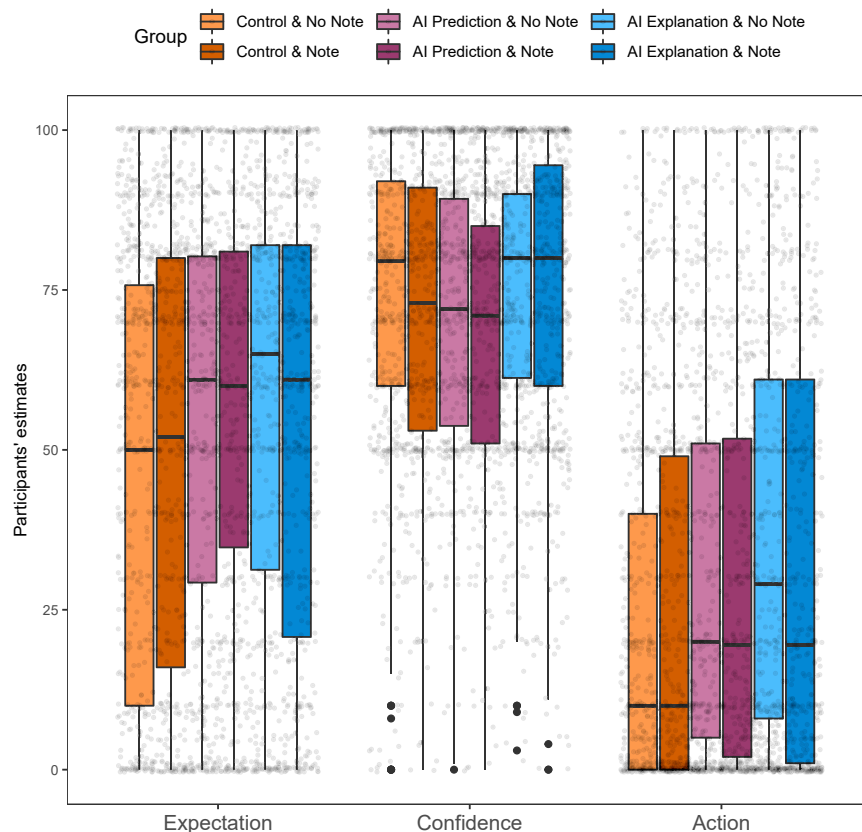 Group
Control & No Note
AI Prediction & No Note
AI Explanation & No Note
Control & Note
AI Prediction & Note
AI Explanation & Note
Participants' estimates
100
75
50
25
0
Expectation
Confidence
Action